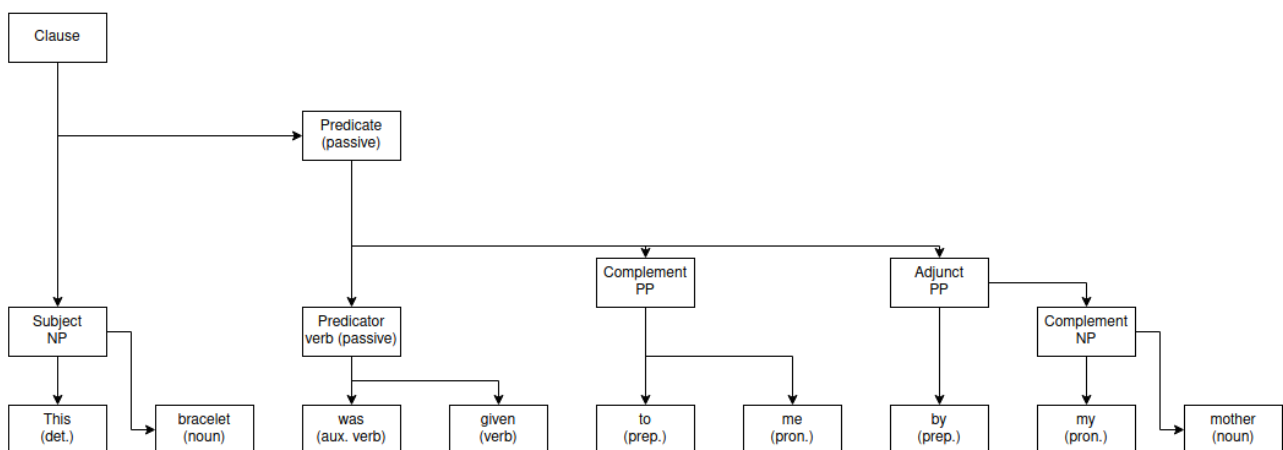 Clause
Predicate
(passive)
Complement
PP
Adjunct
PP
Subject
NP
Predicator
verb (passive)
Complement
NP
This
(det.)
bracelet
(noun)
was
(aux. verb)
given
(verb)
to
(prep.)
me
(pron.)
by
(prep.)
my
(pron.)
mother
(noun)